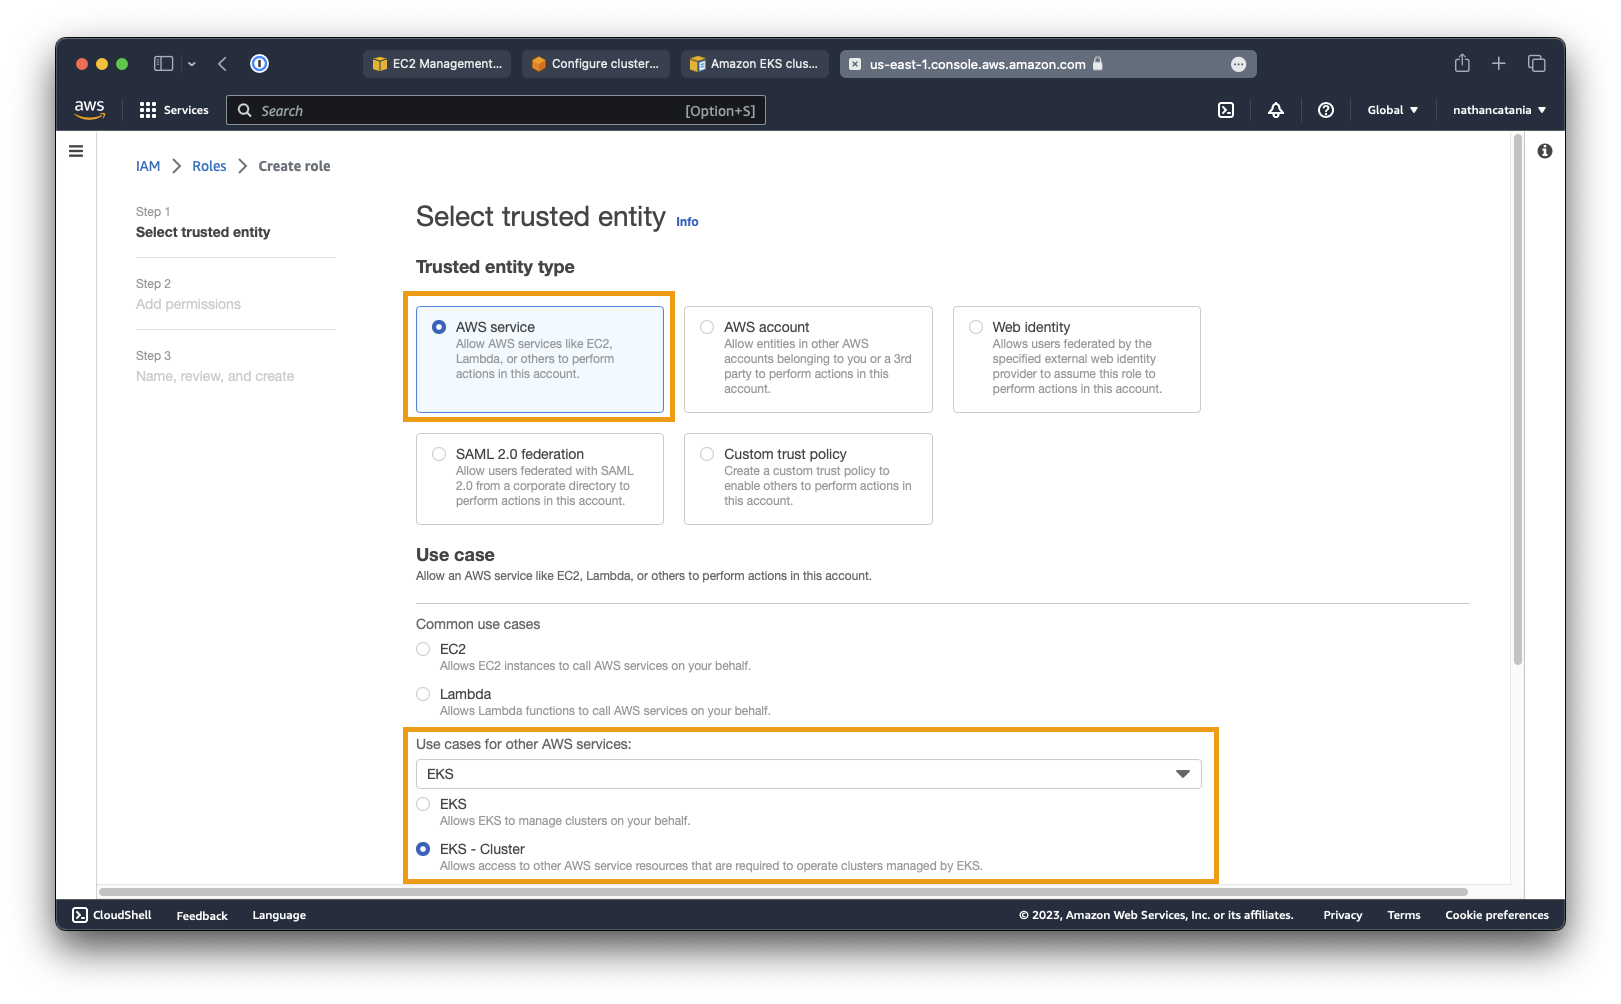 EC2 Management...
Configure cluster...
Amazon EKS clus...
us-east-1.console.aws.amazon.com
aws
Services
Search
[Option+S]
Global
nathancatania
IAM
Roles
Create role
Step 1
Select trusted entity
Step 2
Add permissions
Step 3
Name, review, and create
Select trusted entity
Info
Trusted entity type
AWS service
Allow AWS services like EC2,
Lambda, or others to perform
actions in this account.
AWS account
Allow entities in other AWS
accounts belonging to you or a 3rd
party to perform actions in this
account.
Web identity
Allows users federated by the
specified external web identity
provider to assume this role to
perform actions in this account.
SAML 2.0 federation
Allow users federated with SAML
2.0 from a corporate directory to
perform actions in this account.
Custom trust policy
Create a custom trust policy to
enable others to perform actions in
this account.
Use case
Allow an AWS service like EC2, Lambda, or others to perform actions in this account.
Common use cases
EC2
Allows EC2 instances to call AWS services on your behalf.
Lambda
Allows Lambda functions to call AWS services on your behalf.
Use cases for other AWS services:
EKS
EKS
Allows EKS to manage clusters on your behalf.
EKS - Cluster
Allows access to other AWS service resources that are required to operate clusters managed by EKS.
CloudShell
Feedback
Language
© 2023, Amazon Web Services, Inc. or its affiliates.
Privacy
Terms
Cookie preferences